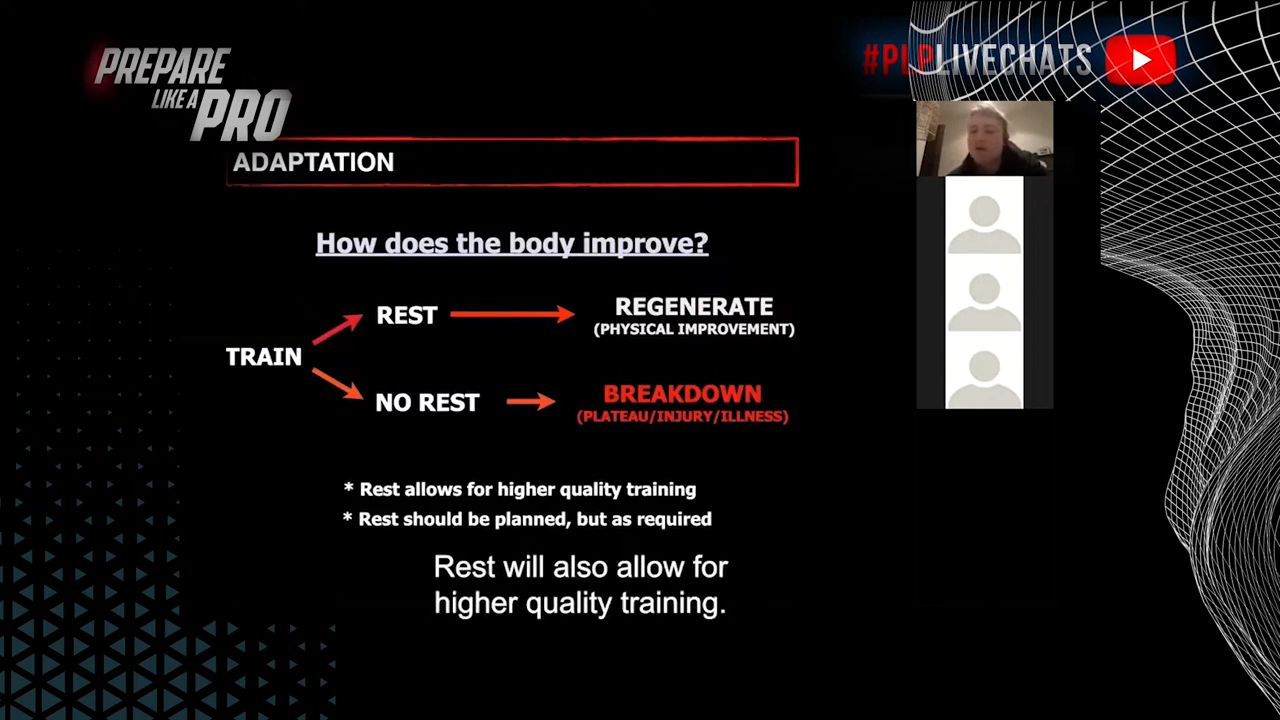 PREPARE
LIKE A
PRO
#PLPLIVECHATS
ADAPTATION
How does the body improve?
TRAIN
REST
REGENERATE
(PHYSICAL IMPROVEMENT)
NO REST
BREAKDOWN
(PLATEAU/INJURY/ILLNESS)
* Rest allows for higher quality training
* Rest should be planned, but as required
Rest will also allow for
higher quality training.